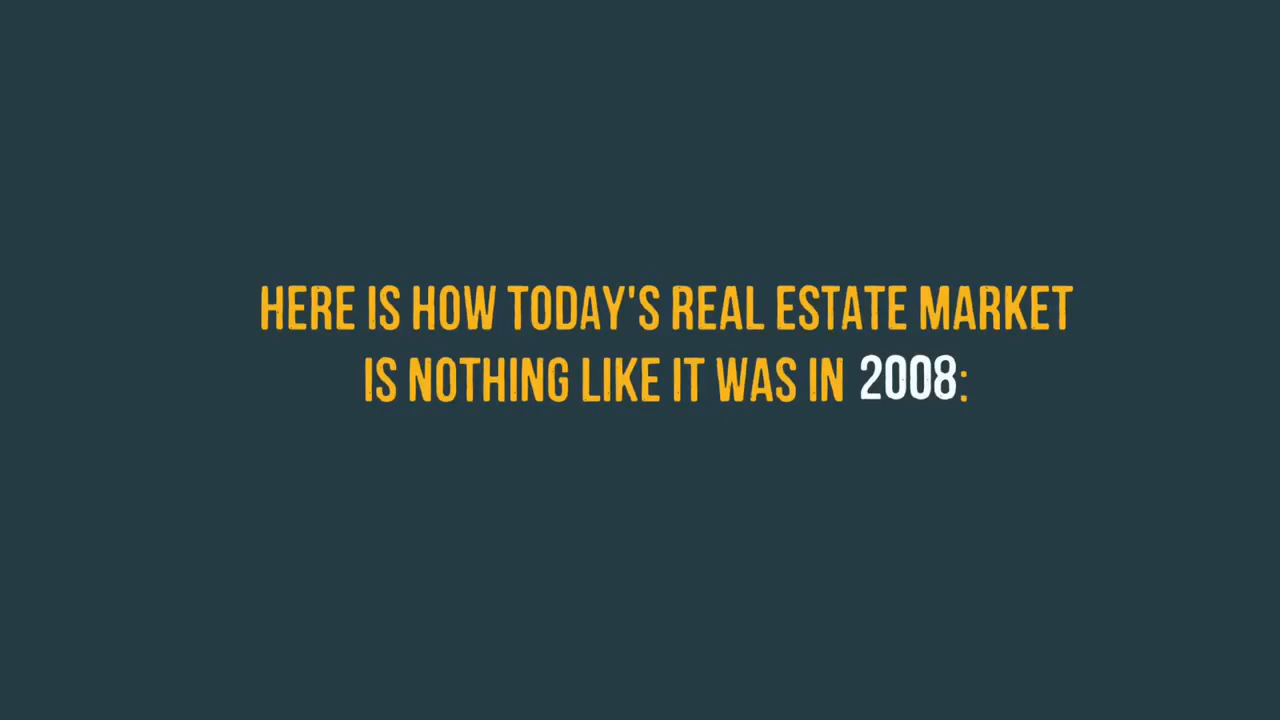 HERE IS HOW TODAY'S REAL ESTATE MARKET
IS NOTHING LIKE IT WAS IN 2008: